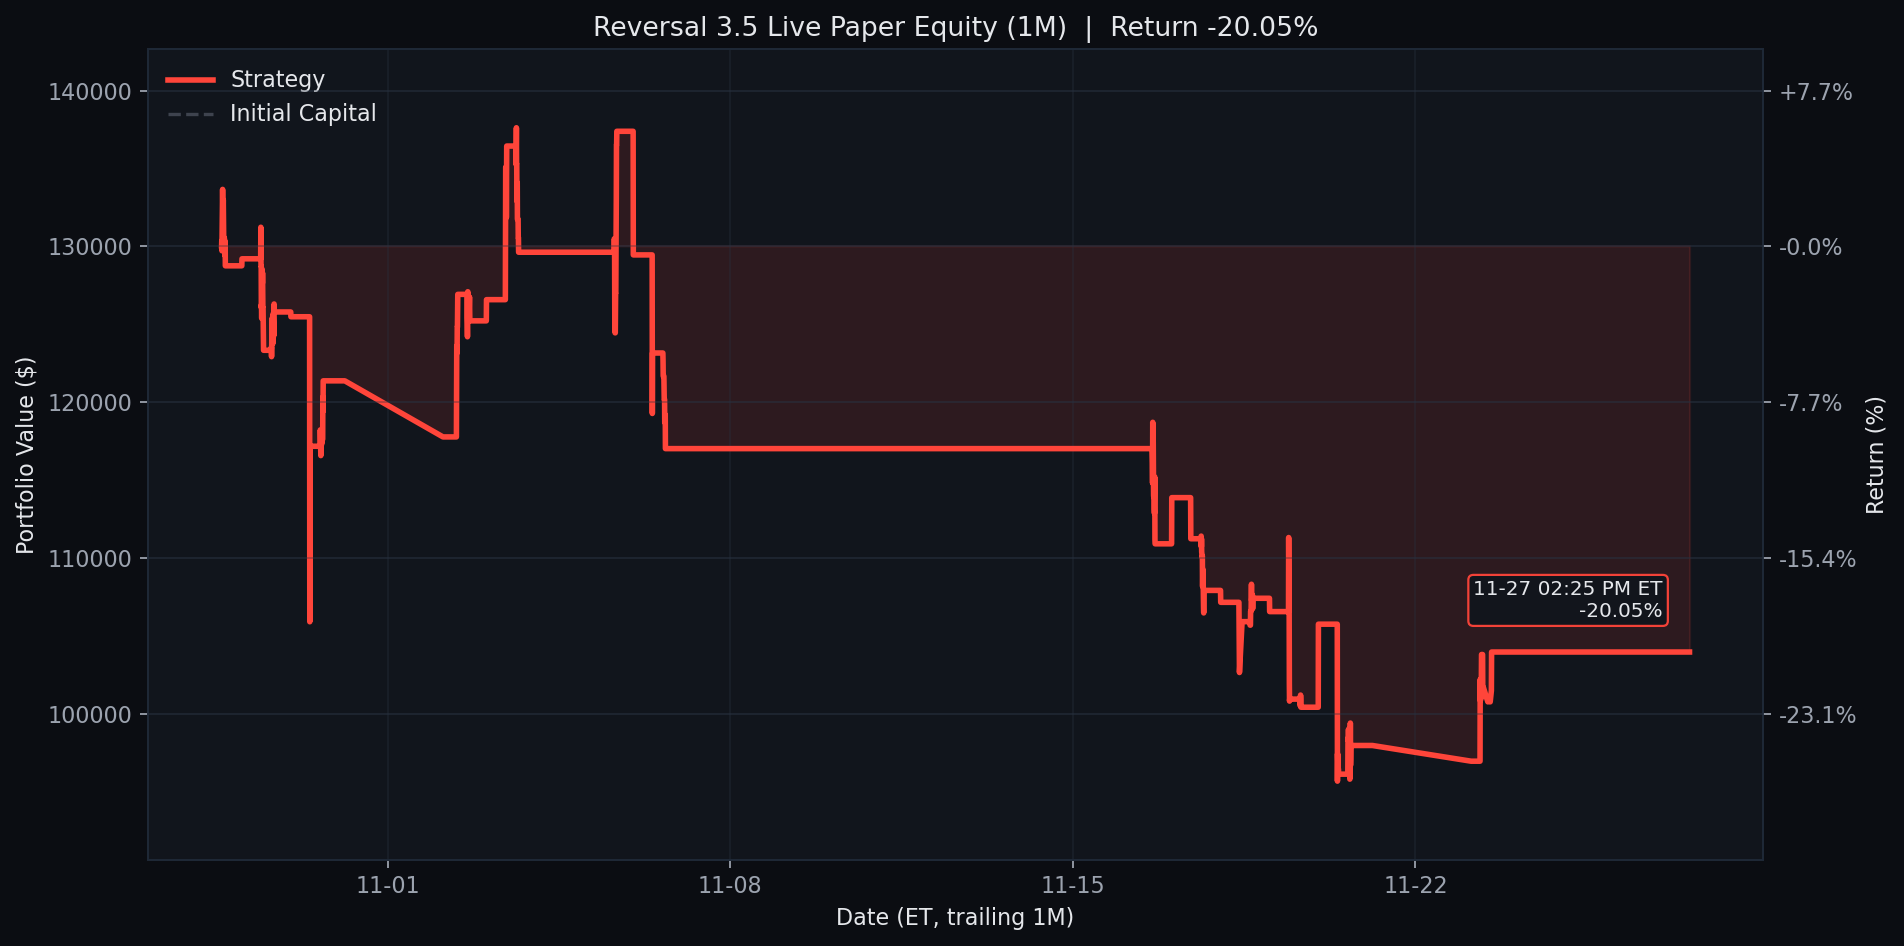 Reversal 3.5 Live Paper Equity (1M) | Return -20.05%
Strategy
Initial Capital
Portfolio Value ($)
140000
130000
120000
110000
100000
+7.7%
-0.0%
-7.7%
-15.4%
-23.1%
Return (%)
11-27 02:25 PM ET
-20.05%
11-01
11-08
11-15
11-22
Date (ET, trailing 1M)